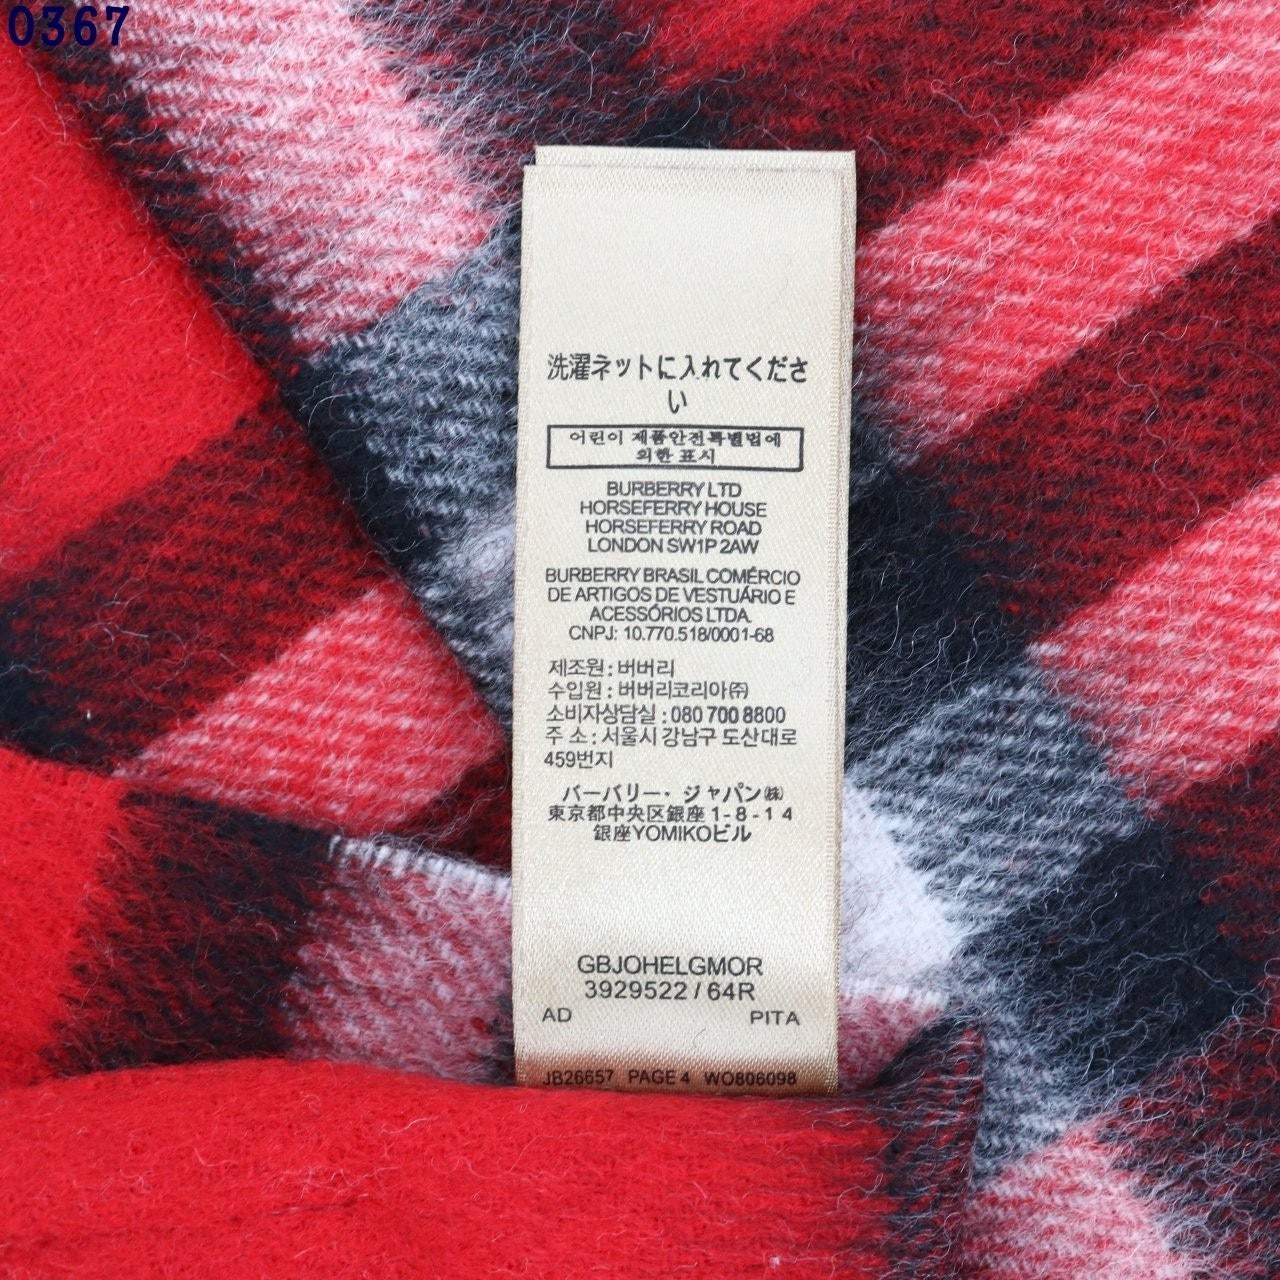 0367
洗濯ネットに入れてくださ
い
어린이 제품안전특별법에
의한 표시
BURBERRY LTD
HORSEFERRY HOUSE
HORSEFERRY ROAD
LONDON SW1P 2AW
BURBERRY BRASIL COMÉRCIO
DE ARTIGOS DE VESTUÁRIO E
ACESSÓRIOS LTDA.
CNPJ: 10.770.518/0001-68
제조원 : 버버리
수입원 : 버버리코리아㈜
소비자상담실 : 080 700 8800
주 소 : 서울시 강남구 도산대로
459번지
バーバリー・ジャパン㈱
東京都中央区銀座1-8-14
銀座YOMIKOビル
GBJOHELGMOR
3929522 / 64R
AD PITA
JB26657 PAGE 4 WO806098